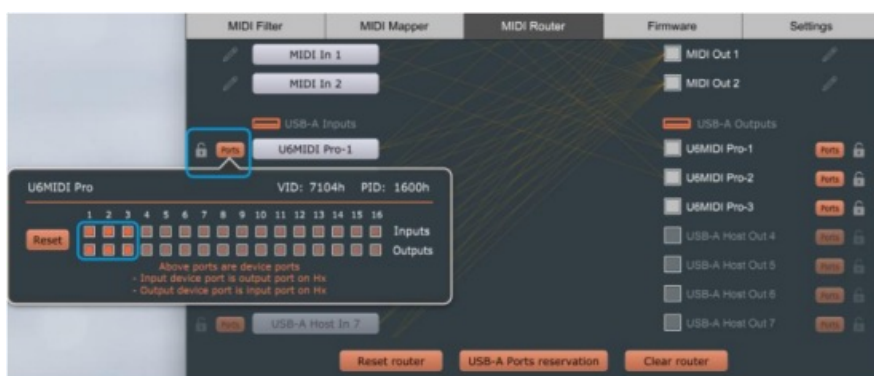 MIDI Filter MIDI Mapper MIDI Router Firmware Settings
MIDI In 1 MIDI Out 1
MIDI In 2 MIDI Out 2
USB-A Inputs USB-A Outputs
Ports U6MIDI Pro-1 U6MIDI Pro-1 Ports
U6MIDI Pro-2 Ports
U6MIDI Pro VID: 7104h PID: 1600h
U6MIDI Pro-3 Ports
1 2 3 4 5 6 7 8 9 10 11 12 13 14 15 16
Reset Inputs
Outputs
USB-A Host Out 4 Ports
Above ports are device ports
USB-A Host Out 5 Ports
- Input device port is output port on Hx
- Output device port is input port on Hx
USB-A Host Out 6 Ports
Ports USB-A Host In 7 USB-A Host Out 7 Ports
Reset router USB-A Ports reservation Clear router